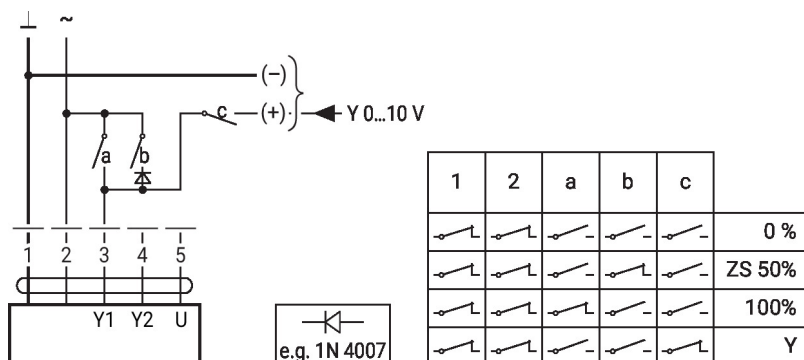 ⊥ ~
(–)
c (+) Y 0...10 V
a b
1 2 3 4 5
Y1 Y2 U
e.g. 1N 4007
1 2 a b c
0 %
ZS 50%
100%
Y